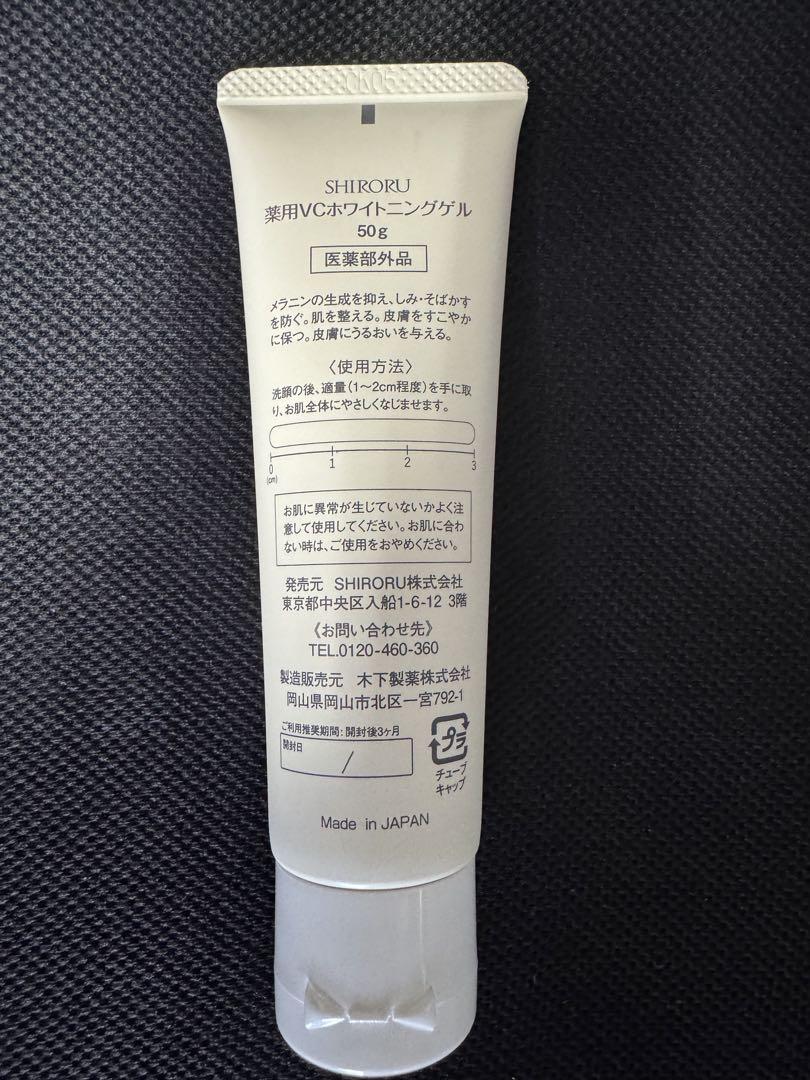 CK05
SHIRORU
薬用VCホワイトニングゲル
50g
医薬部外品
メラニンの生成を抑え、しみ・そばかす
を防ぐ。肌を整える。皮膚をすこやか
に保つ。皮膚にうるおいを与える。
〈使用方法〉
洗顔の後、適量(1〜2cm程度)を手に取
り、お肌全体にやさしくなじませます。
0 1 2 3
(cm)
お肌に異常が生じていないかよく注
意して使用してください。お肌に合わ
ない時は、ご使用をおやめください。
発売元 SHIRORU株式会社
東京都中央区入船1-6-12 3階
《お問い合わせ先》
TEL.0120-460-360
製造販売元 木下製薬株式会社
岡山県岡山市北区一宮792-1
ご利用推奨期間：開封後3ヶ月
開封日
/
プラ
チューブ
キャップ
Made in JAPAN